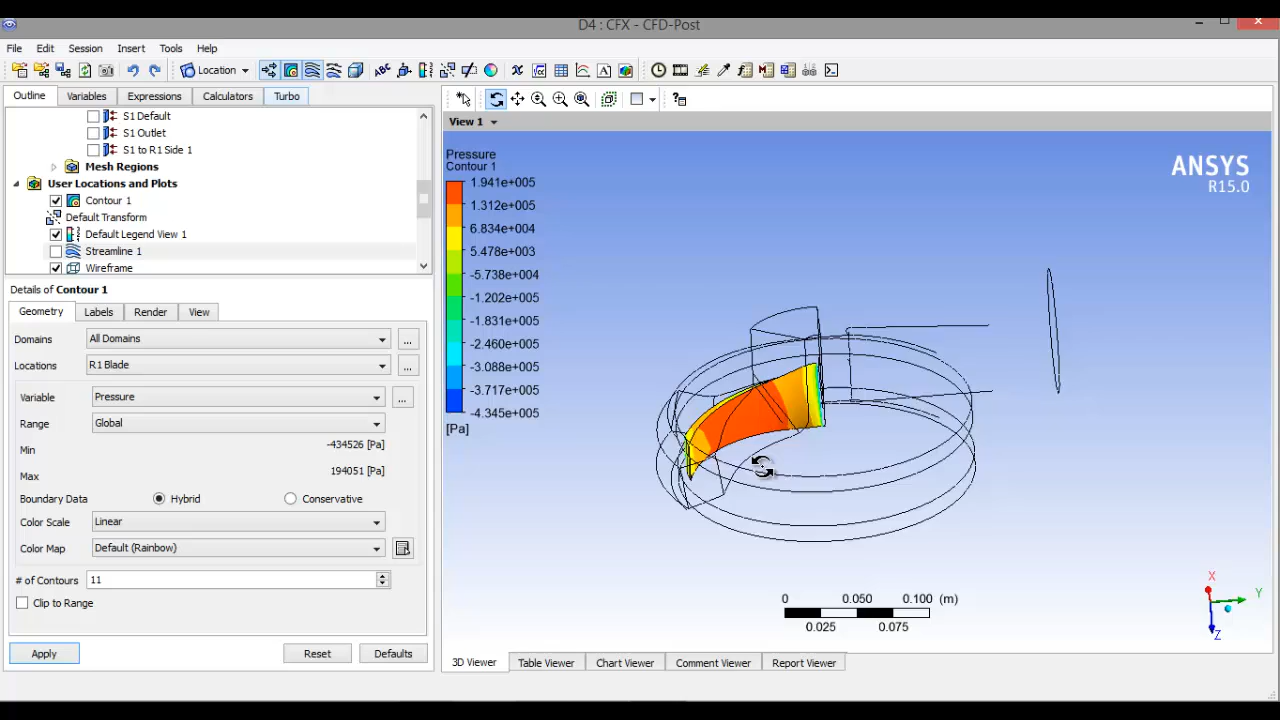 D4 : CFX - CFD-Post
File Edit Session Insert Tools Help
Location
Outline Variables Expressions Calculators Turbo
S1 Default
S1 Outlet
S1 to R1 Side 1
Mesh Regions
User Locations and Plots
Contour 1
Default Transform
Default Legend View 1
Streamline 1
Wireframe
Details of Contour 1
Geometry Labels Render View
Domains All Domains ...
Locations R1 Blade ...
Variable Pressure ...
Range Global
Min -434526 [Pa]
Max 194051 [Pa]
Boundary Data Hybrid Conservative
Color Scale Linear
Color Map Default (Rainbow)
# of Contours 11
Clip to Range
Apply Reset Defaults
View 1
Pressure
Contour 1
1.941e+005
1.312e+005
6.834e+004
5.478e+003
-5.738e+004
-1.202e+005
-1.831e+005
-2.460e+005
-3.088e+005
-3.717e+005
-4.345e+005
[Pa]
ANSYS
R15.0
0 0.050 0.100 (m)
0.025 0.075
X
Y
Z
3D Viewer Table Viewer Chart Viewer Comment Viewer Report Viewer